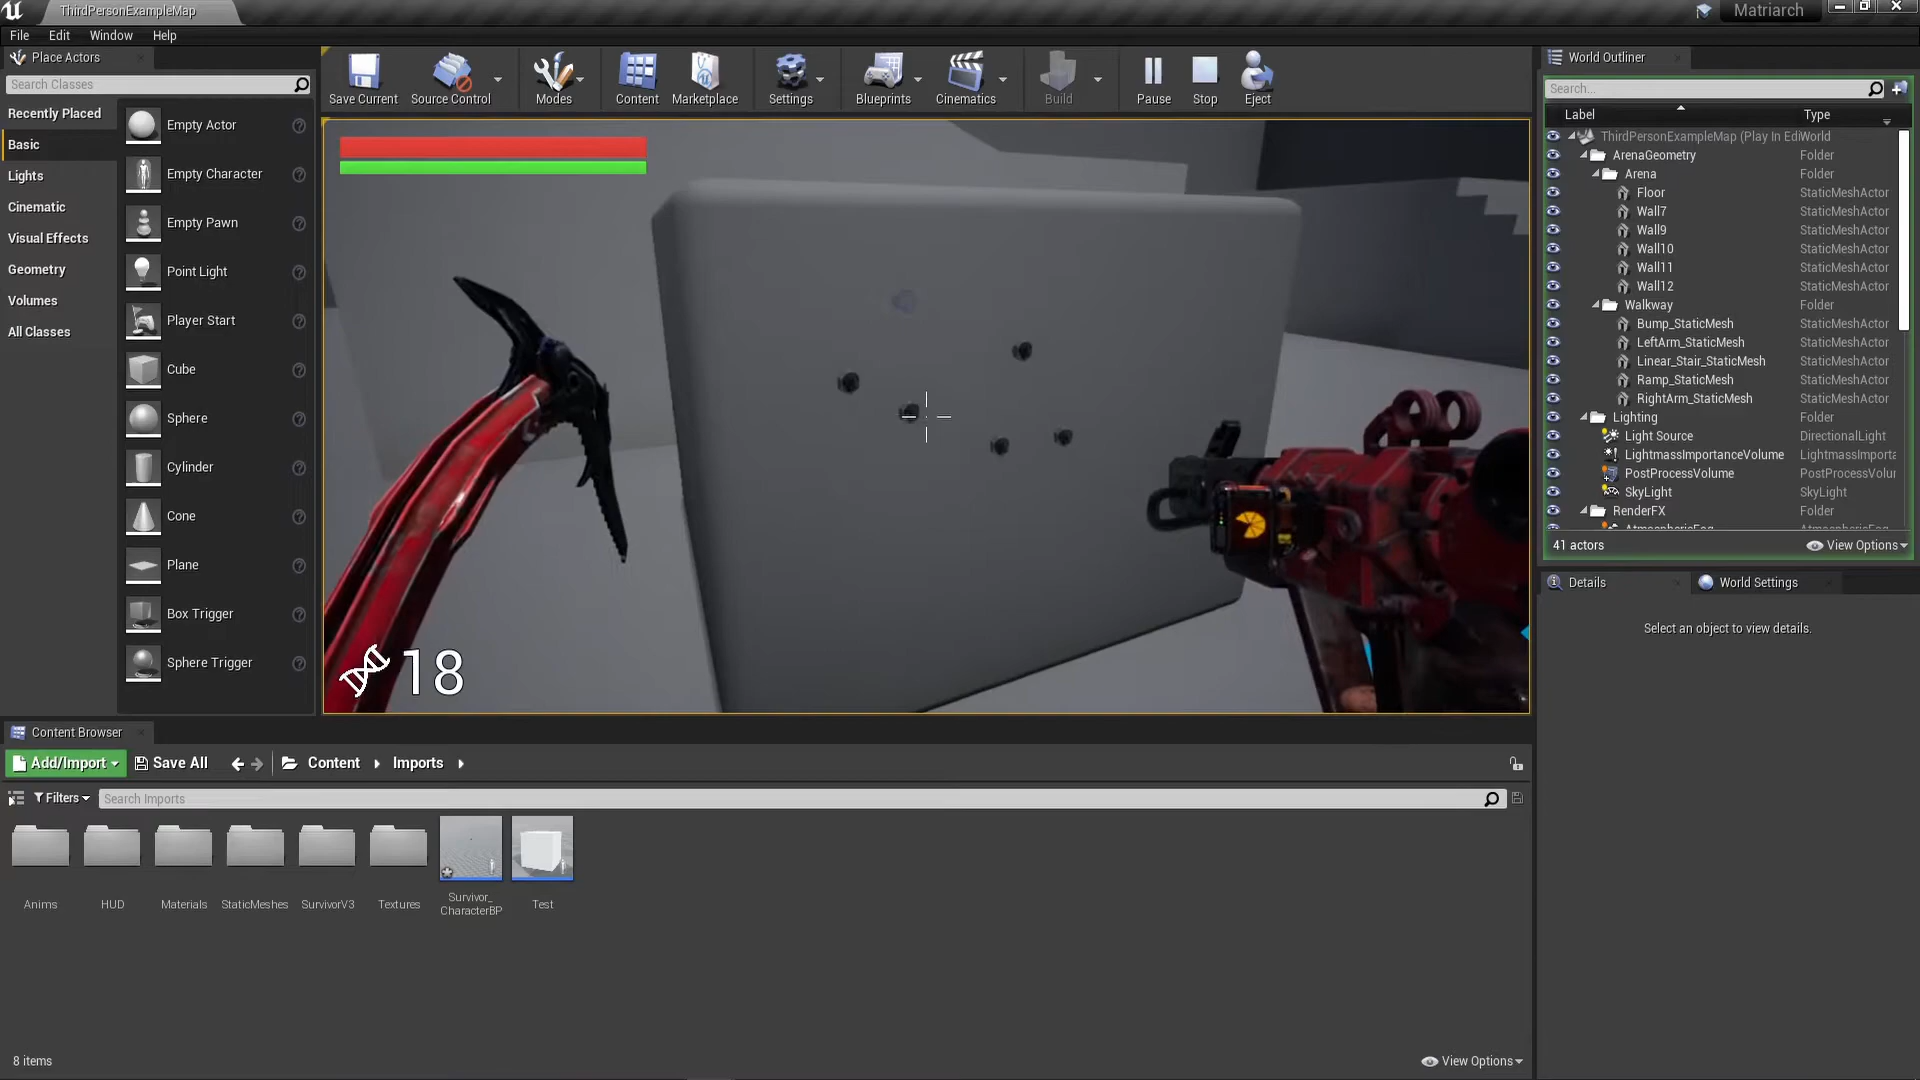 ThirdPersonExampleMap
Matriarch
File Edit Window Help
Place Actors
Search Classes
Recently Placed
Basic
Lights
Cinematic
Visual Effects
Geometry
Volumes
All Classes
Empty Actor
Empty Character
Empty Pawn
Point Light
Player Start
Cube
Sphere
Cylinder
Cone
Plane
Box Trigger
Sphere Trigger
Save Current Source Control Modes Content Marketplace Settings Blueprints Cinematics Build Pause Stop Eject
18
World Outliner
Search...
Label Type
ThirdPersonExampleMap (Play In Edi World
ArenaGeometry Folder
Arena Folder
Floor StaticMeshActor
Wall7 StaticMeshActor
Wall9 StaticMeshActor
Wall10 StaticMeshActor
Wall11 StaticMeshActor
Wall12 StaticMeshActor
Walkway Folder
Bump_StaticMesh StaticMeshActor
LeftArm_StaticMesh StaticMeshActor
Linear_Stair_StaticMesh StaticMeshActor
Ramp_StaticMesh StaticMeshActor
RightArm_StaticMesh StaticMeshActor
Lighting Folder
Light Source DirectionalLight
LightmassImportanceVolume LightmassImporta
PostProcessVolume PostProcessVolur
SkyLight SkyLight
RenderFX Folder
41 actors View Options
Details World Settings
Select an object to view details.
Content Browser
Add/Import Save All Content Imports
Filters Search Imports
Anims HUD Materials StaticMeshes SurvivorV3 Textures Survivor_ Test
CharacterBP
8 items View Options